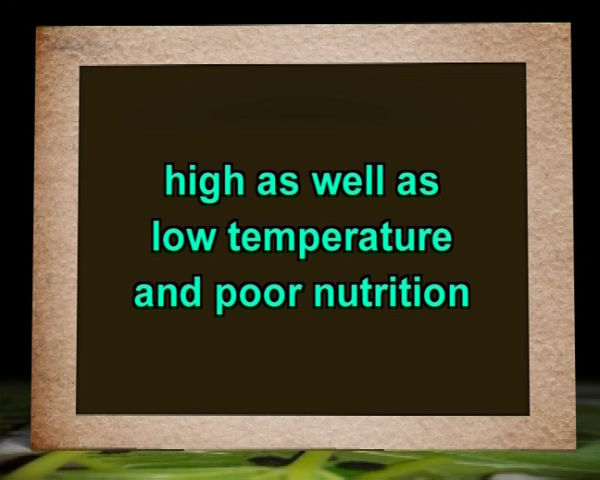 high as well as
low temperature
and poor nutrition